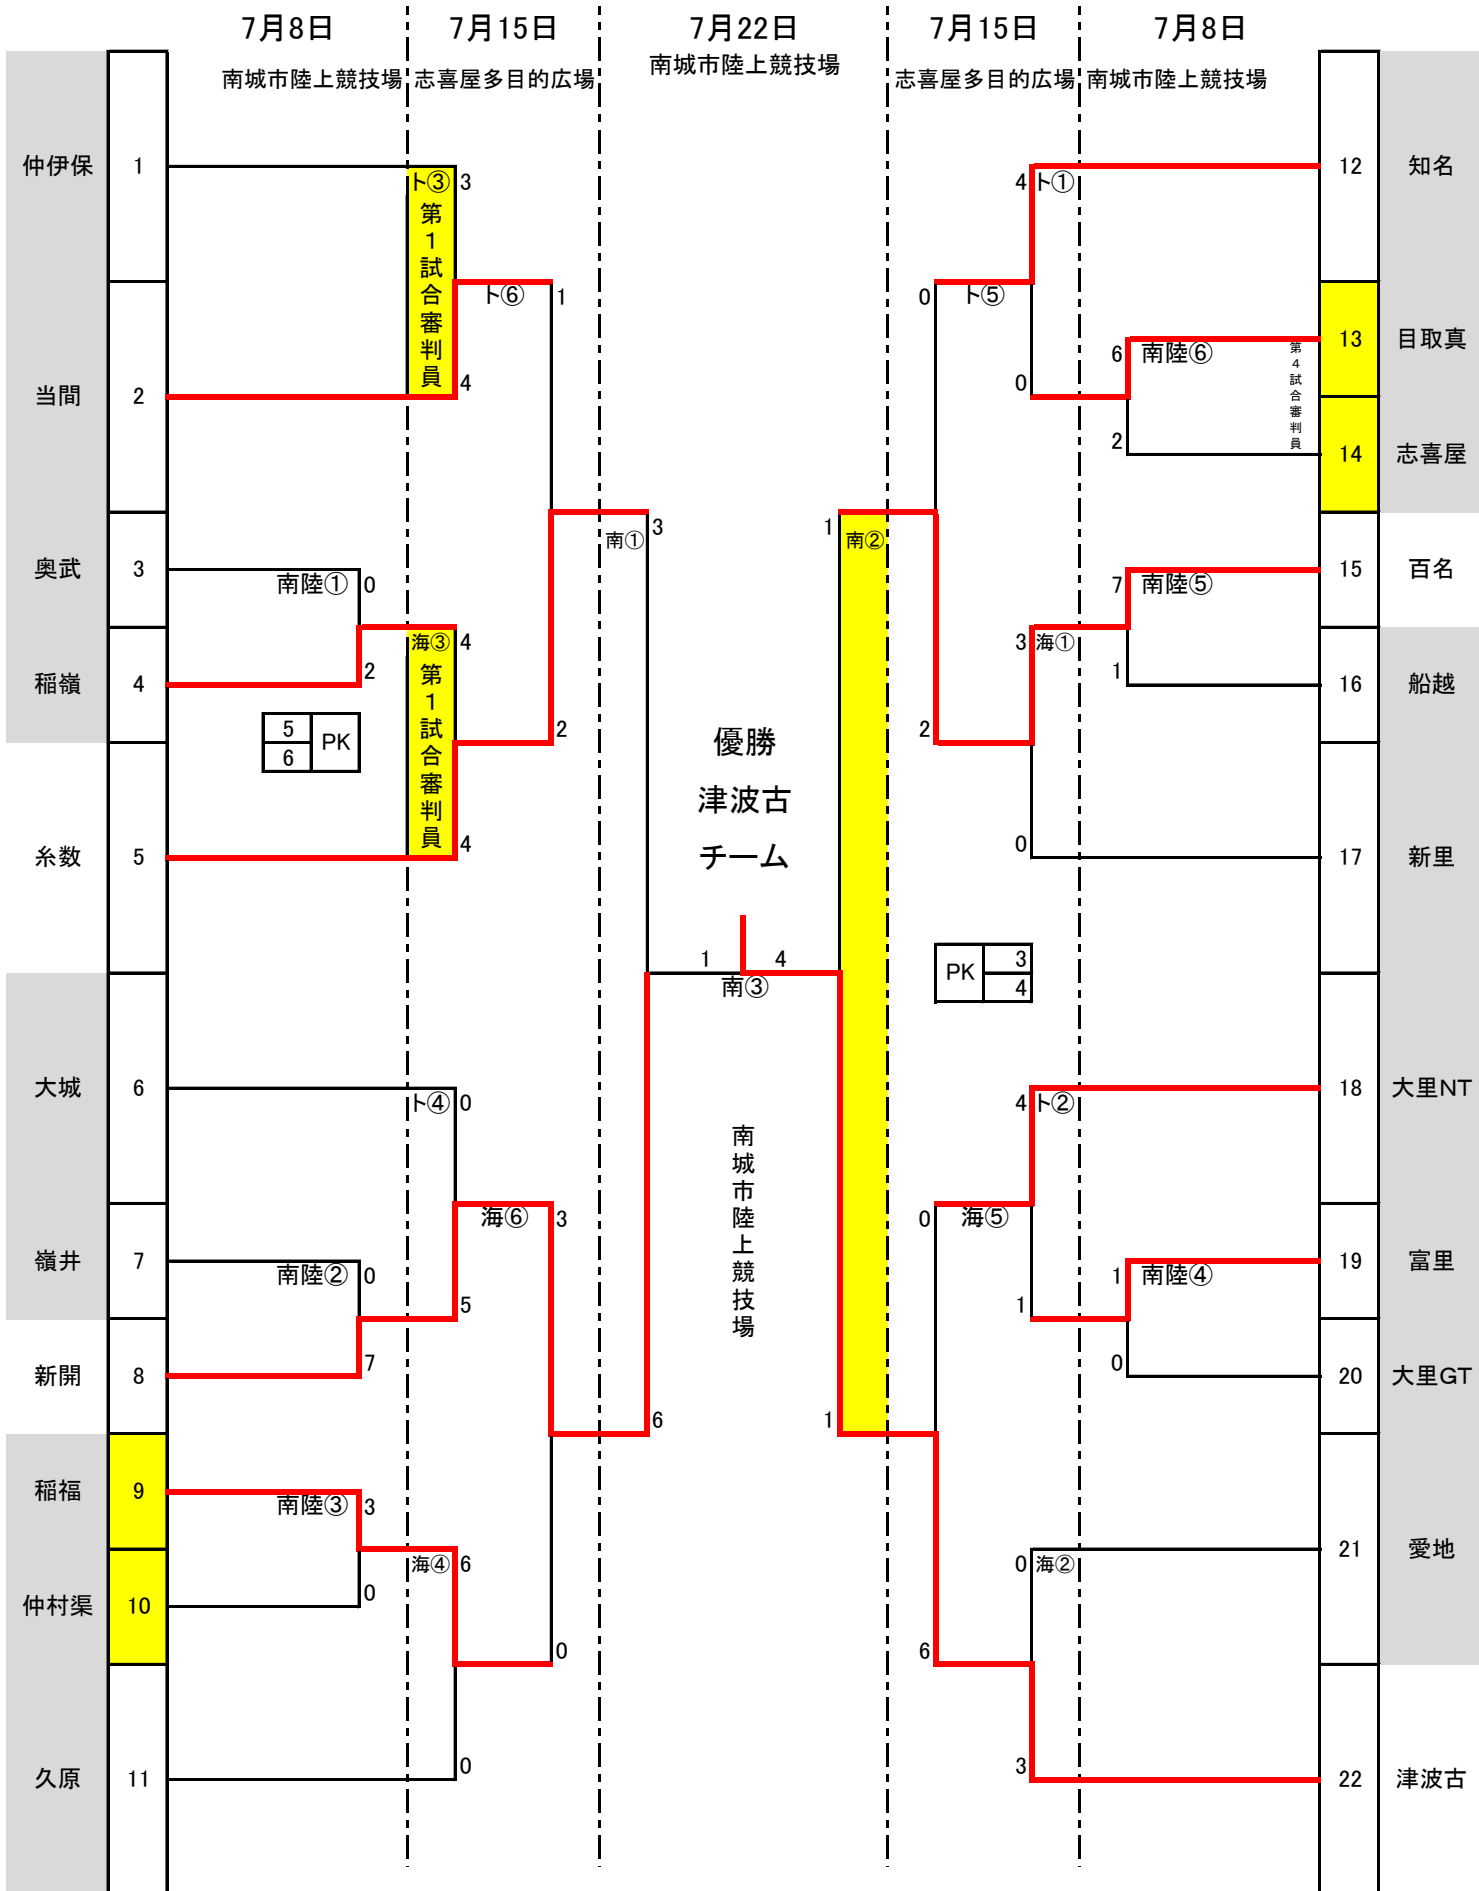 7月8日
7月15日
7月22日
7月15日
7月8日
南城市陸上競技場
志喜屋多目的広場
南城市陸上競技場
志喜屋多目的広場
南城市陸上競技場
仲伊保
1
ト③
3
第1試合審判員
ト⑥
1
当間
2
4
奥武
3
南陸①
0
南①
3
稲嶺
4
2
海③
4
第1試合審判員
5
6
PK
2
糸数
5
4
大城
6
ト④
0
海⑥
3
嶺井
7
南陸②
0
5
新開
8
7
6
稲福
9
南陸③
3
海④
6
仲村渠
10
0
0
久原
11
0
優勝
津波古
チーム
1
4
南③
南城市陸上競技場
4
ト①
12
知名
0
ト⑤
6
南陸⑥
第4試合審判員
13
目取真
0
2
14
志喜屋
1
南②
7
南陸⑤
15
百名
3
海①
1
16
船越
2
0
17
新里
PK
3
4
4
ト②
18
大里NT
0
海⑤
1
南陸④
19
富里
1
0
20
大里GT
1
0
海②
21
愛地
6
3
22
津波古